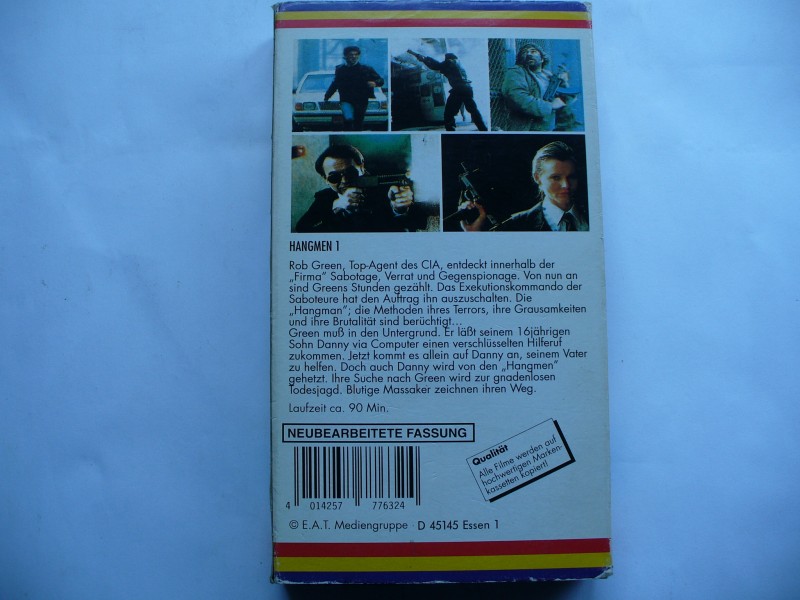 HANGMEN 1
Rob Green, Top-Agent des CIA, entdeckt innerhalb der
„Firma" Sabotage, Verrat und Gegenspionage. Von nun an
sind Greens Stunden gezählt. Das Exekutionskommando der
Saboteure hat den Auftrag ihn auszuschalten. Die
„Hangman"; die Methoden ihres Terrors, ihre Grausamkeiten
und ihre Brutalität sind berüchtigt...
Green muß in den Untergrund. Er läßt seinem 16jährigen
Sohn Danny via Computer einen verschlüsselten Hilferuf
zukommen. Jetzt kommt es allein auf Danny an, seinem Vater
zu helfen. Doch auch Danny wird von den „Hangmen"
gehetzt. Ihre Suche nach Green wird zur gnadenlosen
Todesjagd. Blutige Massaker zeichnen ihren Weg.
Laufzeit ca. 90 Min.
NEUBEARBEITETE FASSUNG
Qualität
Alle Filme werden auf
hochwertigen Marken-
kassetten Kopiert!
4 014257 776324
© E.A.T. Mediengruppe · D 45145 Essen 1